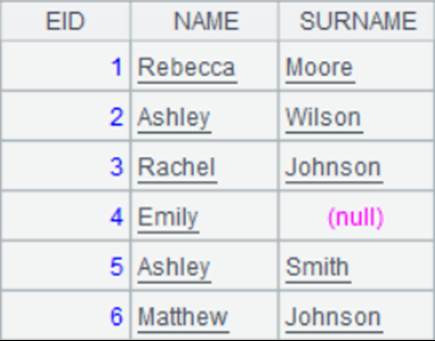 EID NAME SURNAME
1 Rebecca Moore
2 Ashley Wilson
3 Rachel Johnson
4 Emily (null)
5 Ashley Smith
6 Matthew Johnson